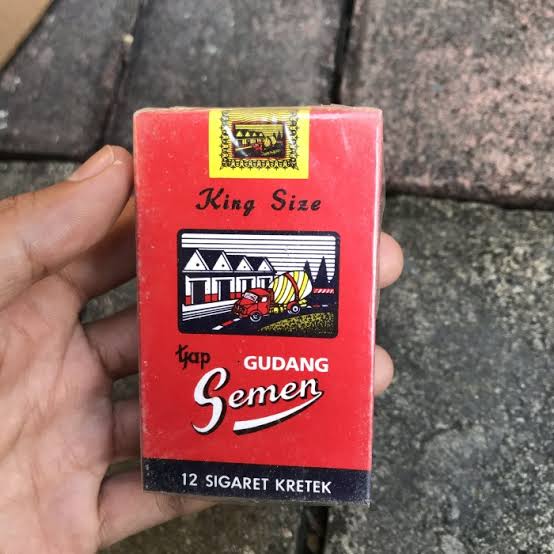 King Size
tjap GUDANG
Semen
12 SIGARET KRETEK